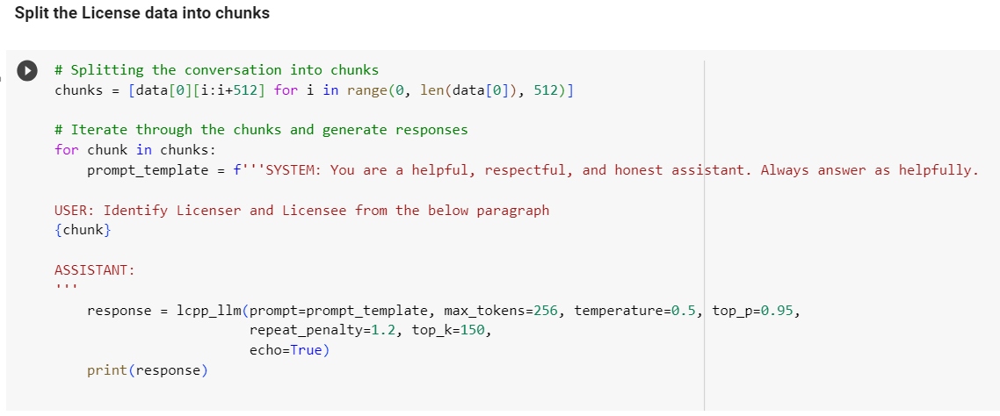 Split the License data into chunks
# Splitting the conversation into chunks
chunks = [data[0][i:i+512] for i in range(0, len(data[0]), 512)]
# Iterate through the chunks and generate responses
for chunk in chunks:
    prompt_template = f'''SYSTEM: You are a helpful, respectful, and honest assistant. Always answer as helpfully.
USER: Identify Licenser and Licensee from the below paragraph
{chunk}
ASSISTANT:
'''
    response = lcpp_llm(prompt=prompt_template, max_tokens=256, temperature=0.5, top_p=0.95,
                        repeat_penalty=1.2, top_k=150,
                        echo=True)
    print(response)